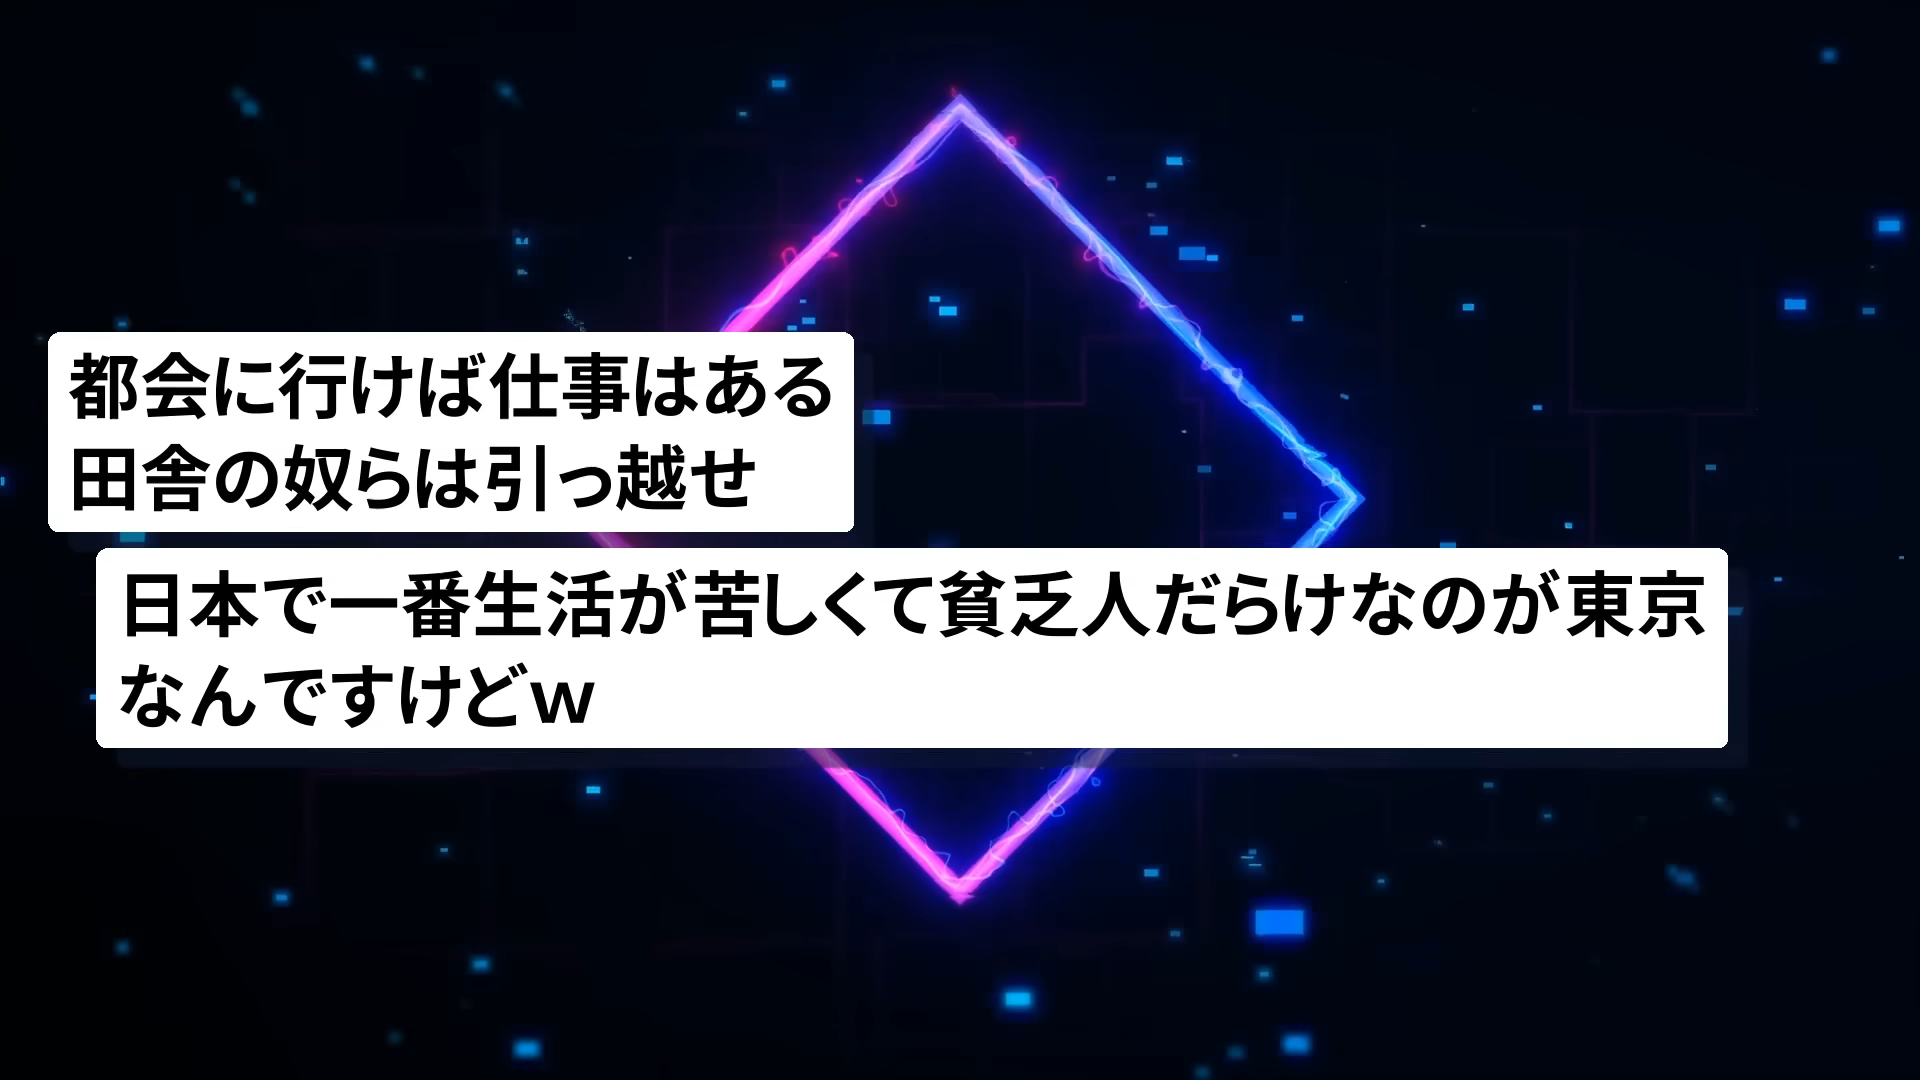 都会に行けば仕事はある
田舎の奴らは引っ越せ
日本で一番生活が苦しくて貧乏人だらけなのが東京
なんですけどｗ